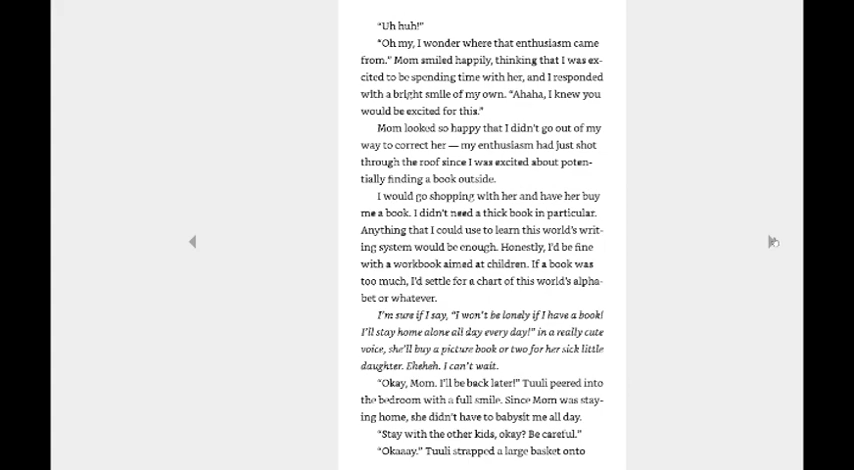 “Uh huh!”
“Oh my, I wonder where that enthusiasm came
from.” Mom smiled happily, thinking that I was ex-
cited to be spending time with her, and I responded
with a bright smile of my own. “Ahaha, I knew you
would be excited for this.”
Mom looked so happy that I didn’t go out of my
way to correct her — my enthusiasm had just shot
through the roof since I was excited about poten-
tially finding a book outside.
I would go shopping with her and have her buy
me a book. I didn’t need a thick book in particular.
Anything that I could use to learn this world’s writ-
ing system would be enough. Honestly, I’d be fine
with a workbook aimed at children. If a book was
too much, I’d settle for a chart of this world’s alpha-
bet or whatever.
I’m sure if I say, “I won’t be lonely if I have a book!
I’ll stay home alone all day every day!” in a really cute
voice, she’ll buy a picture book or two for her sick little
daughter. Eheheh. I can’t wait.
“Okay, Mom. I’ll be back later!” Tuuli peered into
the bedroom with a full smile. Since Mom was stay-
ing home, she didn’t have to babysit me all day.
“Stay with the other kids, okay? Be careful.”
“Okaaay.” Tuuli strapped a large basket onto